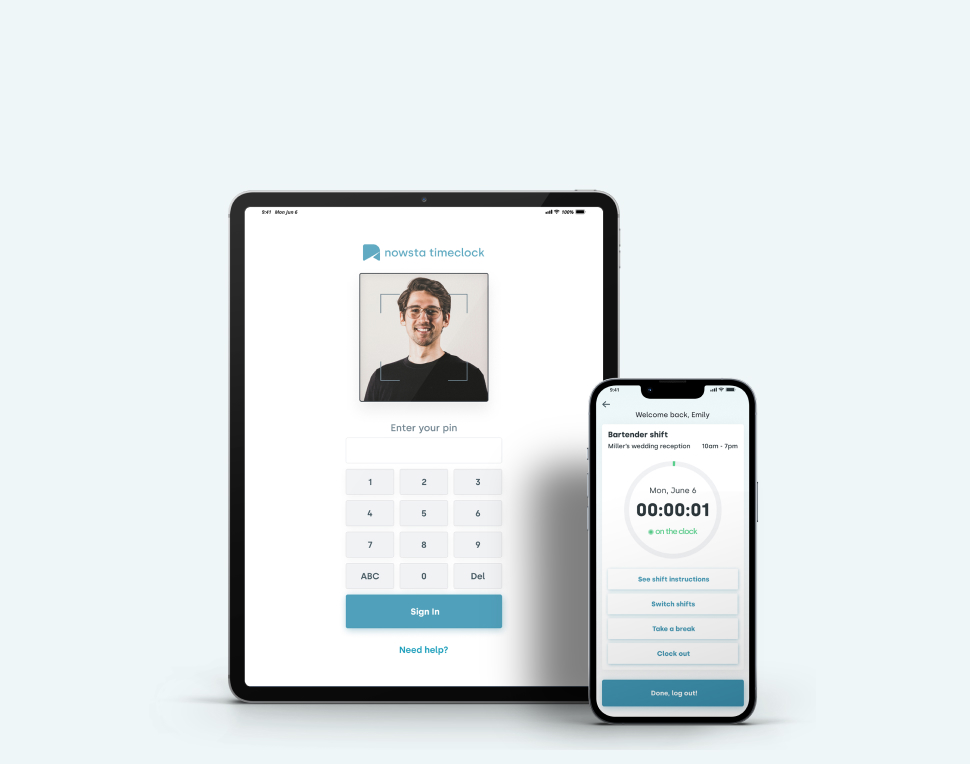 9:41 Mon Jun 6
100%
nowsta timeclock
Enter your pin
1 2 3
4 5 6
7 8 9
ABC 0 Del
Sign In
Need help?
9:41
Welcome back, Emily
Bartender shift
Miller's wedding reception 10am - 7pm
Mon, June 6
00:00:01
on the clock
See shift instructions
Switch shifts
Take a break
Clock out
Done, log out!